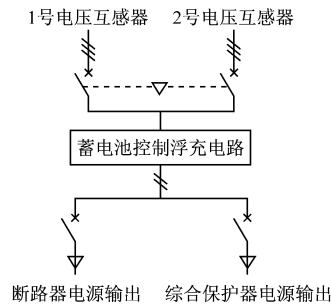 1号电压互感器
2号电压互感器
蓄电池控制浮充电路
断路器电源输出
综合保护器电源输出